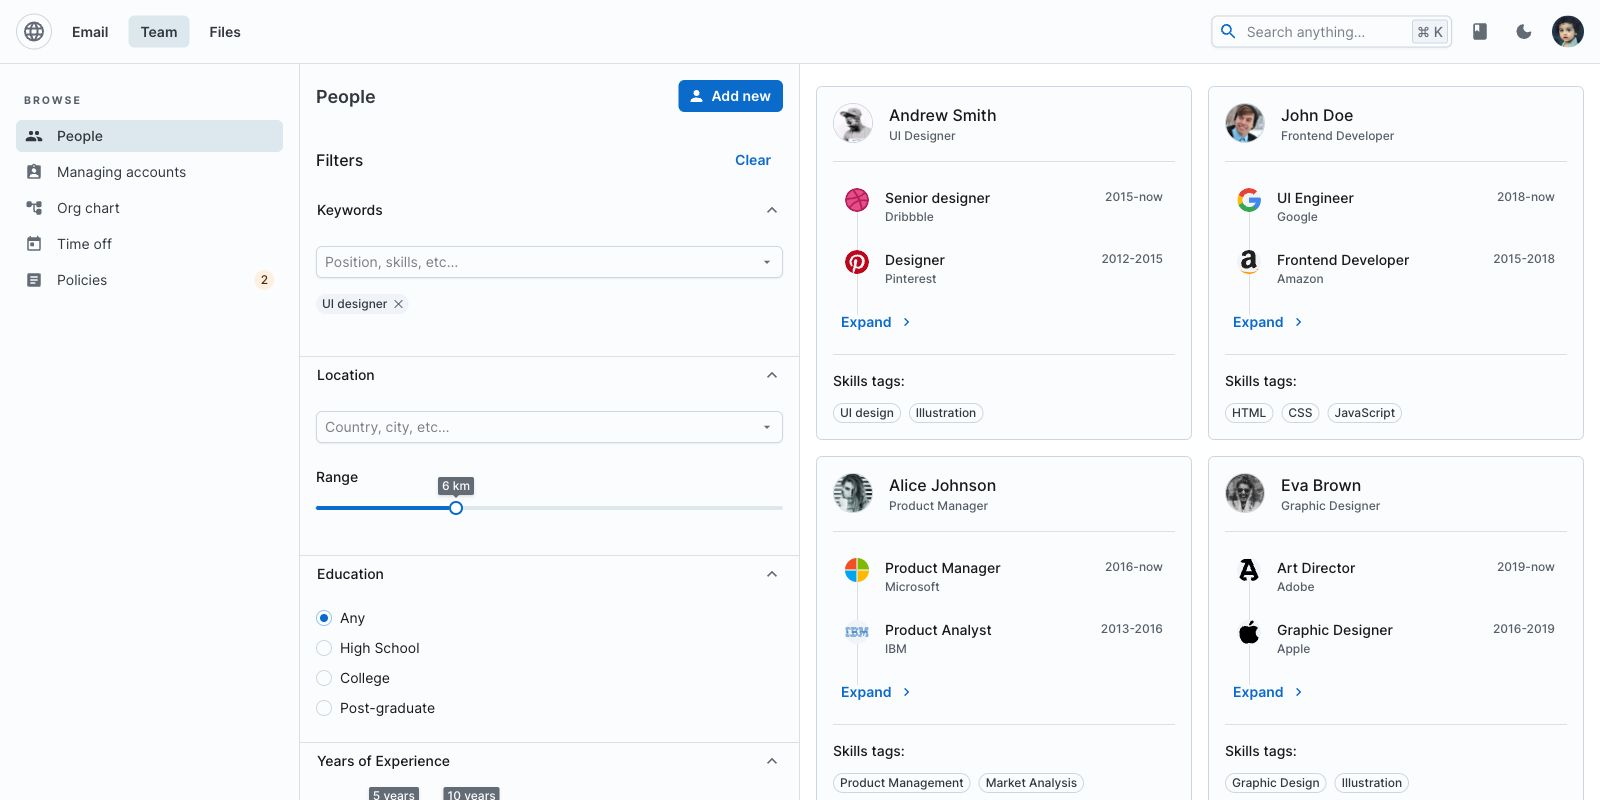 Email
Team
Files
Search anything…
⌘ K
BROWSE
People
Managing accounts
Org chart
Time off
Policies
2
People
Add new
Filters
Clear
Keywords
Position, skills, etc…
UI designer
Location
Country, city, etc…
Range
6 km
Education
Any
High School
College
Post-graduate
Years of Experience
5 years
10 years
Andrew Smith
UI Designer
Senior designer
2015-now
Dribbble
Designer
2012-2015
Pinterest
Expand
Skills tags:
UI design
Illustration
John Doe
Frontend Developer
UI Engineer
2018-now
Google
Frontend Developer
2015-2018
Amazon
Expand
Skills tags:
HTML
CSS
JavaScript
Alice Johnson
Product Manager
Product Manager
2016-now
Microsoft
IBM
Product Analyst
2013-2016
IBM
Expand
Skills tags:
Product Management
Market Analysis
Eva Brown
Graphic Designer
Art Director
2019-now
Adobe
Graphic Designer
2016-2019
Apple
Expand
Skills tags:
Graphic Design
Illustration